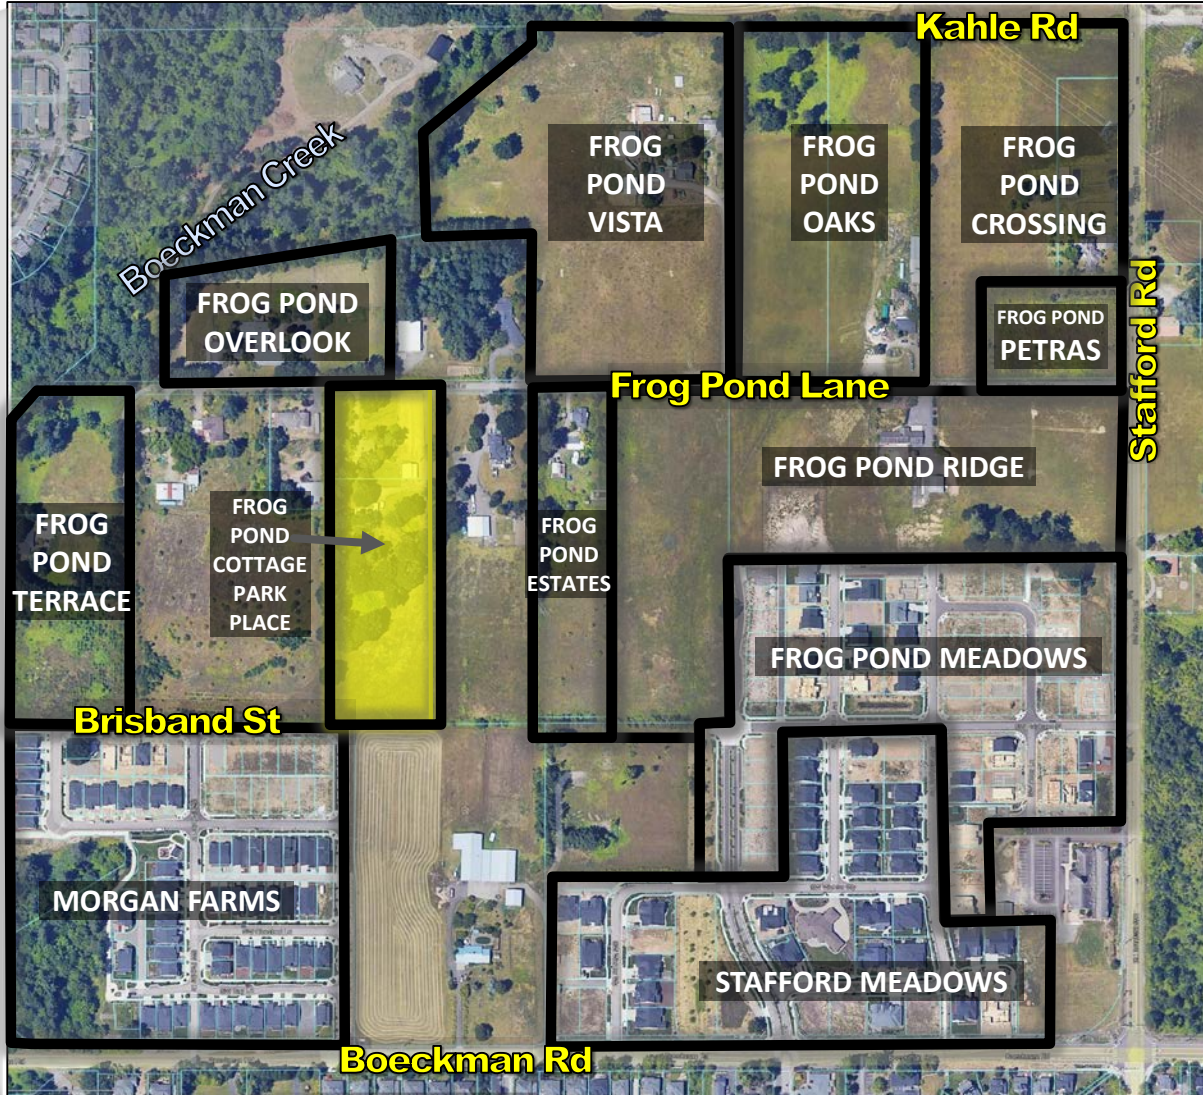 Kahle Rd
Boeckman Creek
FROG
POND
VISTA
FROG
POND
OAKS
FROG
POND
CROSSING
FROG POND
OVERLOOK
FROG POND
PETRAS
Stafford Rd
Frog Pond Lane
FROG POND RIDGE
FROG
POND
TERRACE
FROG
POND
COTTAGE
PARK
PLACE
FROG
POND
ESTATES
FROG POND MEADOWS
Brisband St
MORGAN FARMS
STAFFORD MEADOWS
Boeckman Rd